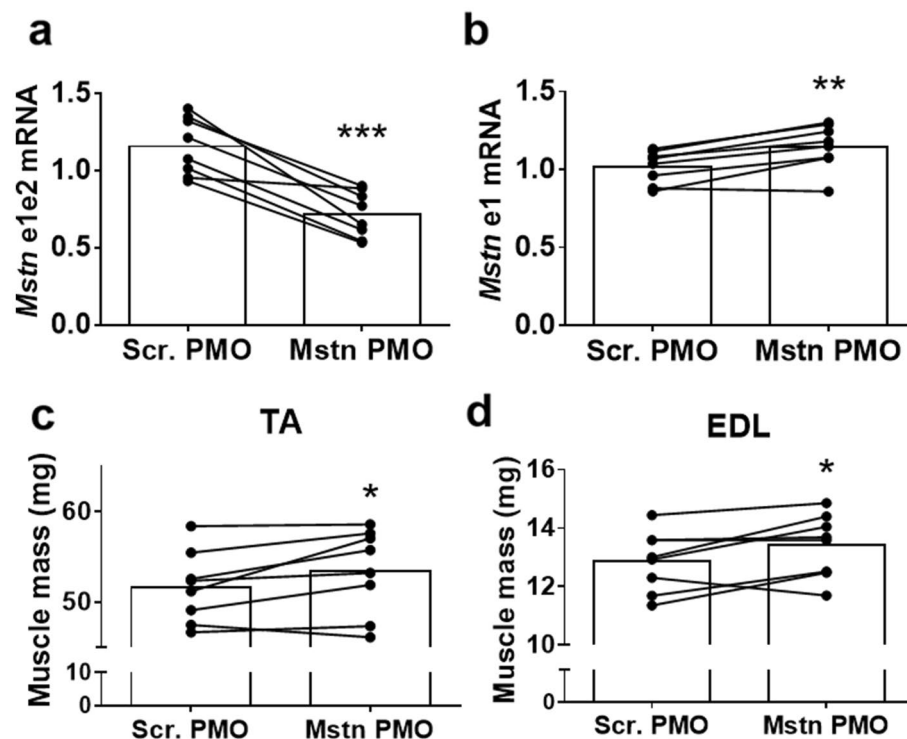 a
Mstn e1e2 mRNA
1.5
1.0
0.5
0.0
***
Scr. PMO Mstn PMO
b
Mstn e1 mRNA
1.5
1.0
0.5
0.0
**
Scr. PMO Mstn PMO
c
TA
Muscle mass (mg)
60
50
10
0
*
Scr. PMO Mstn PMO
d
EDL
Muscle mass (mg)
16
14
12
10
0
*
Scr. PMO Mstn PMO